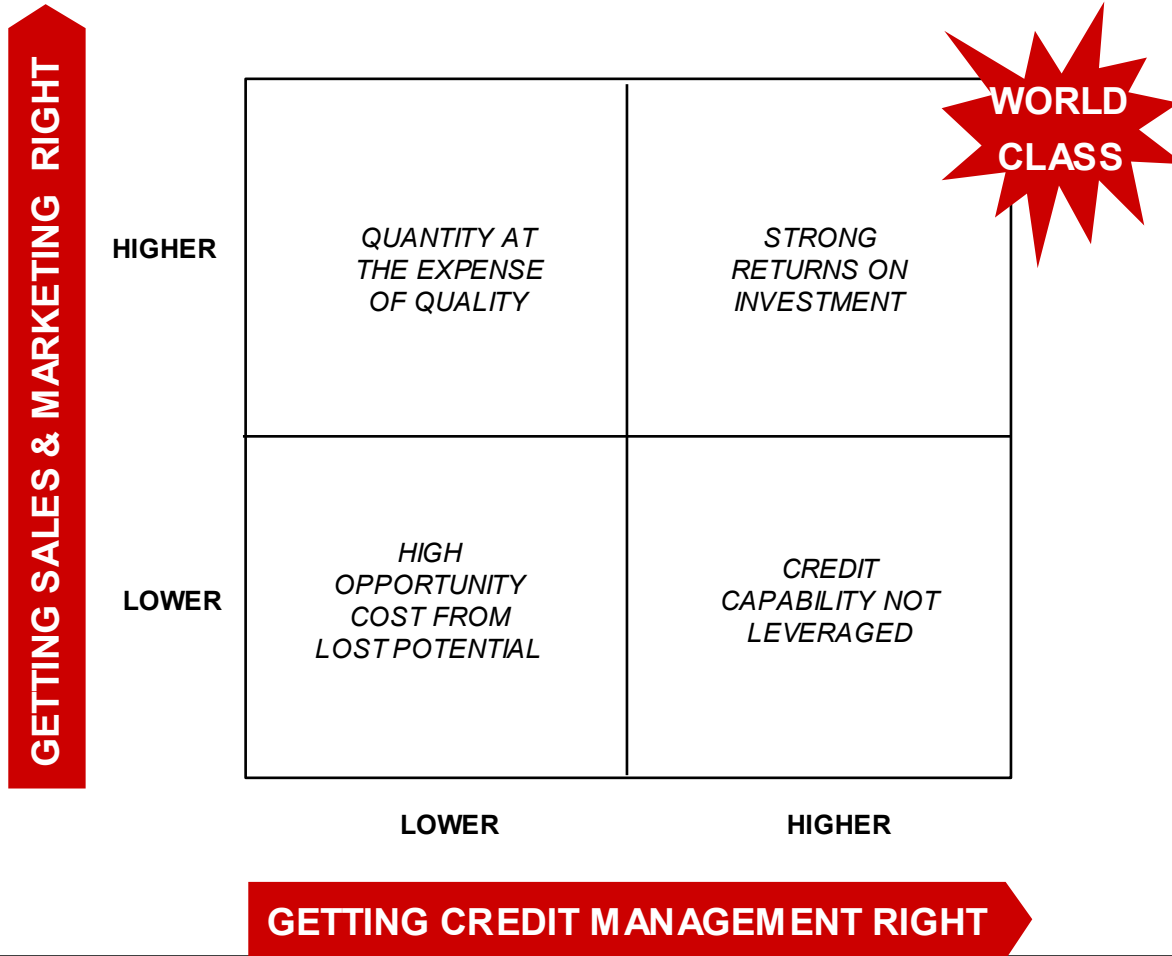 GETTING SALES & MARKETING RIGHT
WORLD
CLASS
HIGHER
QUANTITY AT
THE EXPENSE
OF QUALITY
STRONG
RETURNS ON
INVESTMENT
LOWER
HIGH
OPPORTUNITY
COST FROM
LOST POTENTIAL
CREDIT
CAPABILITY NOT
LEVERAGED
LOWER
HIGHER
GETTING CREDIT MANAGEMENT RIGHT